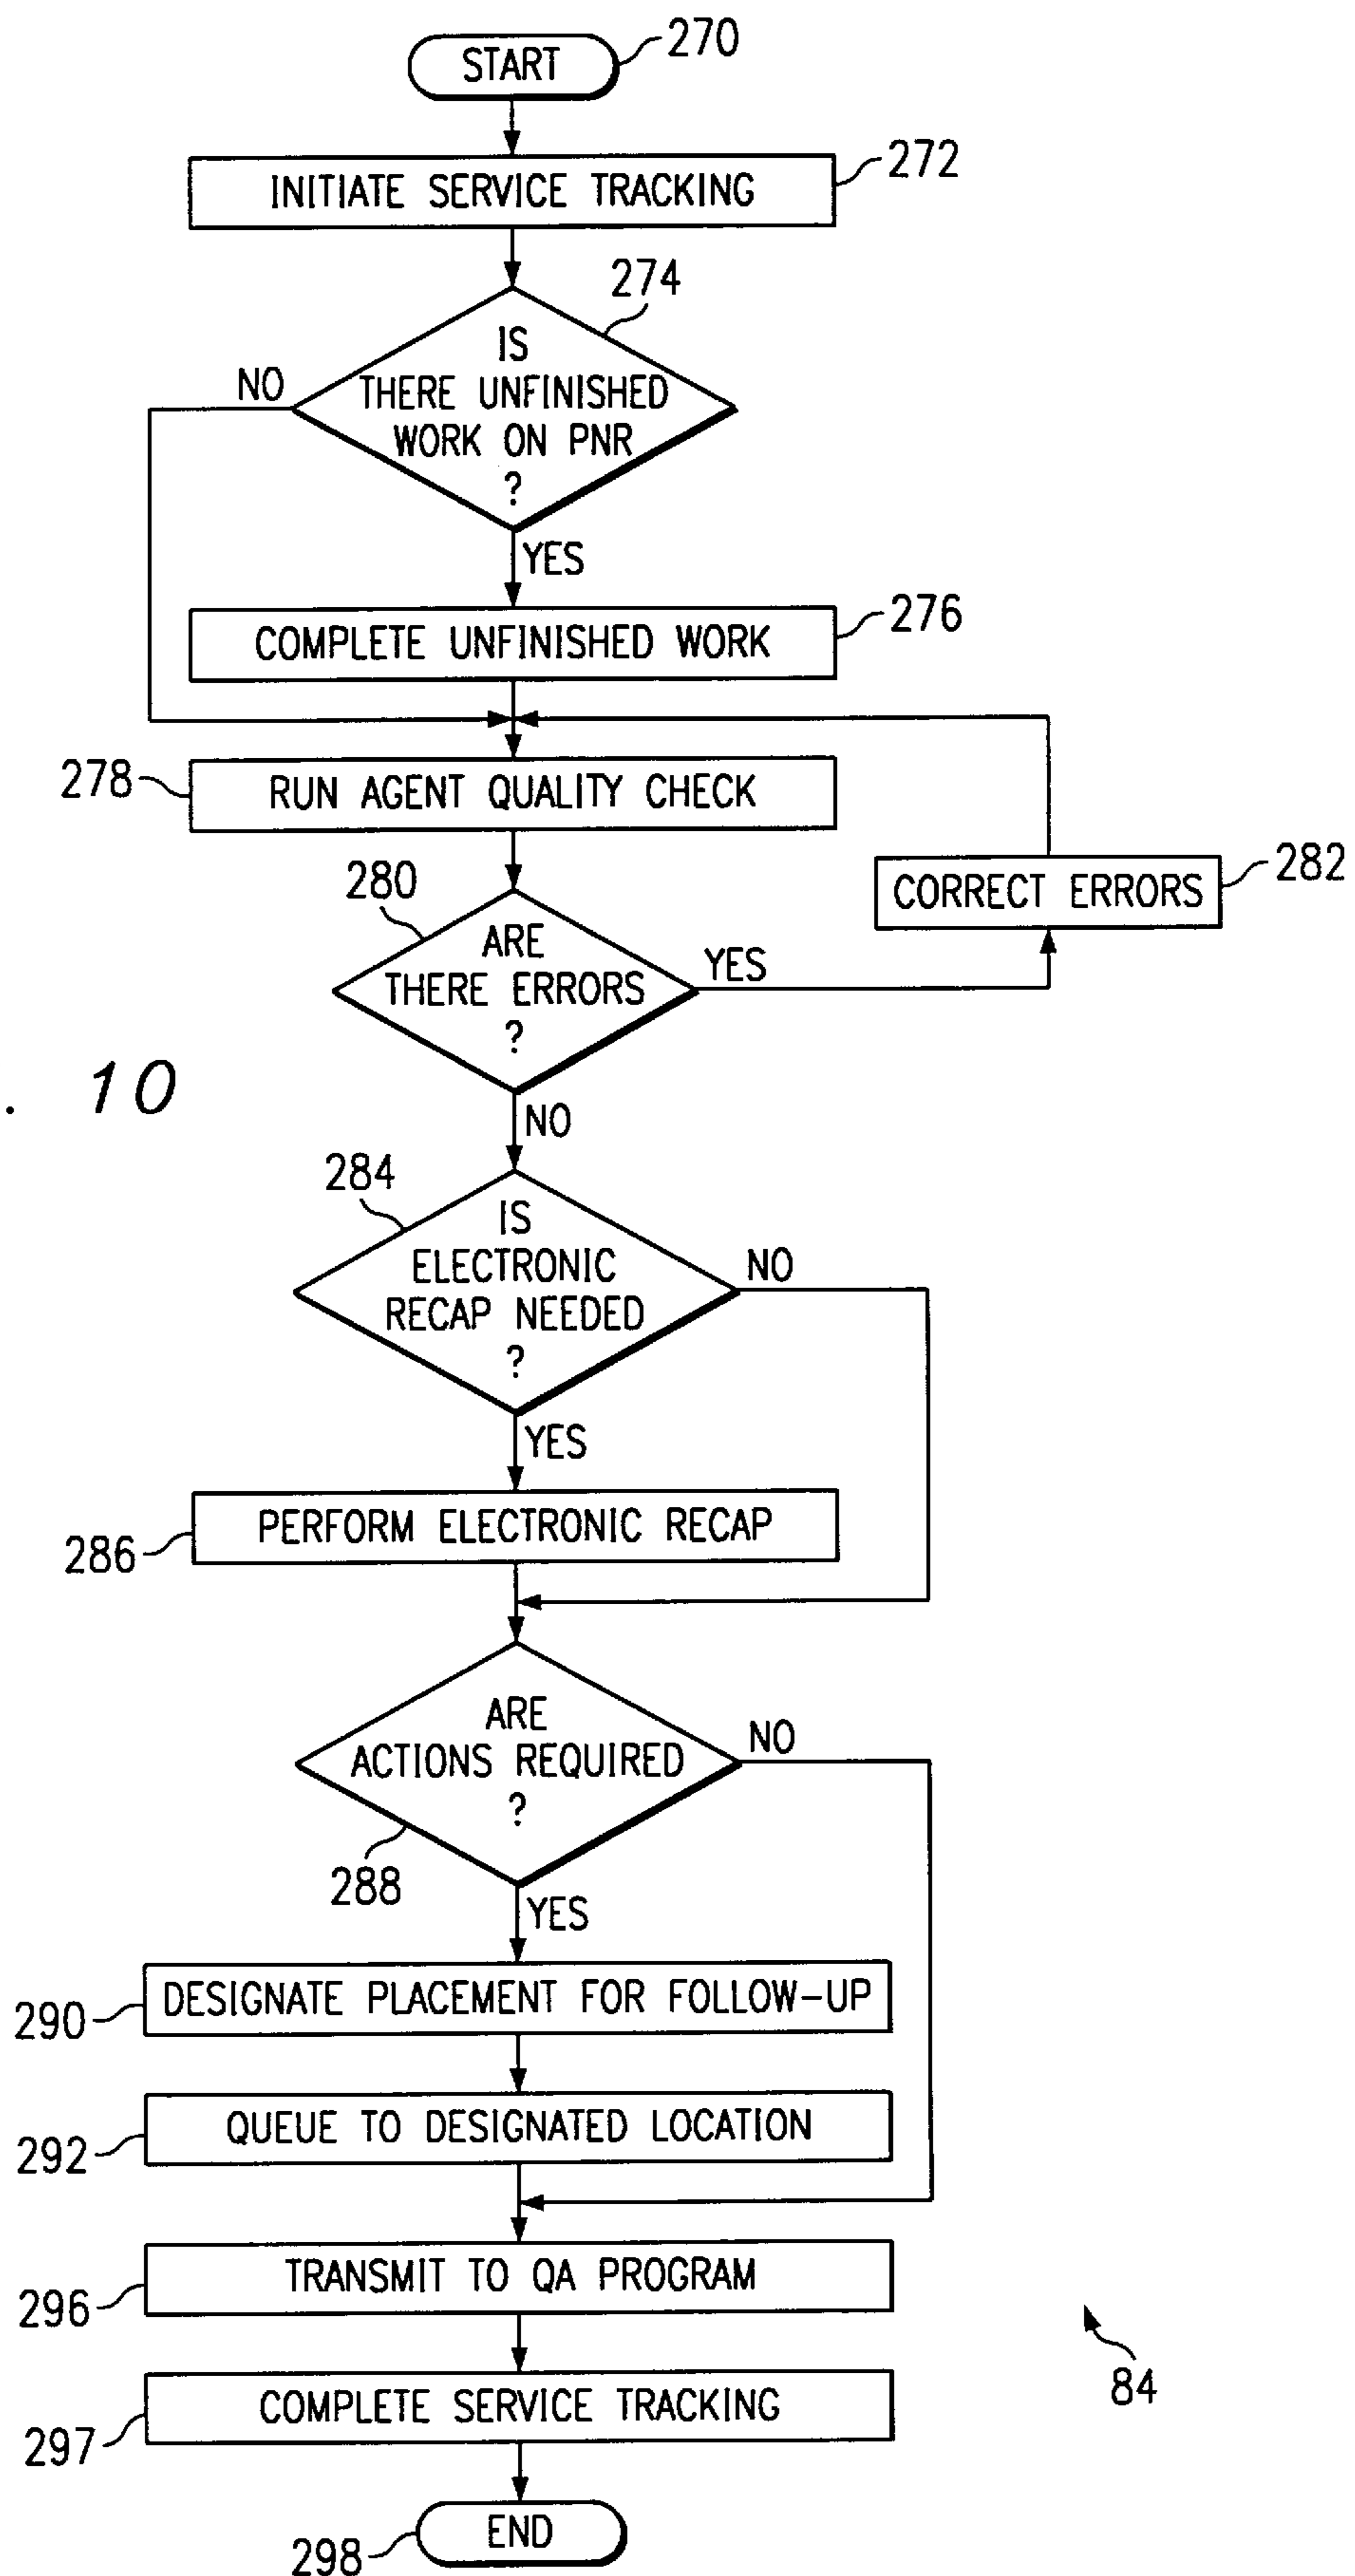 START
270
INITIATE SERVICE TRACKING
272
274
IS
THERE UNFINISHED
WORK ON PNR
?
NO
YES
COMPLETE UNFINISHED WORK
276
278
RUN AGENT QUALITY CHECK
280
ARE
THERE ERRORS
?
YES
CORRECT ERRORS
282
. 10
NO
284
IS
ELECTRONIC
RECAP NEEDED
?
NO
YES
286
PERFORM ELECTRONIC RECAP
ARE
ACTIONS REQUIRED
?
NO
288
YES
290
DESIGNATE PLACEMENT FOR FOLLOW-UP
292
QUEUE TO DESIGNATED LOCATION
296
TRANSMIT TO QA PROGRAM
84
297
COMPLETE SERVICE TRACKING
298
END